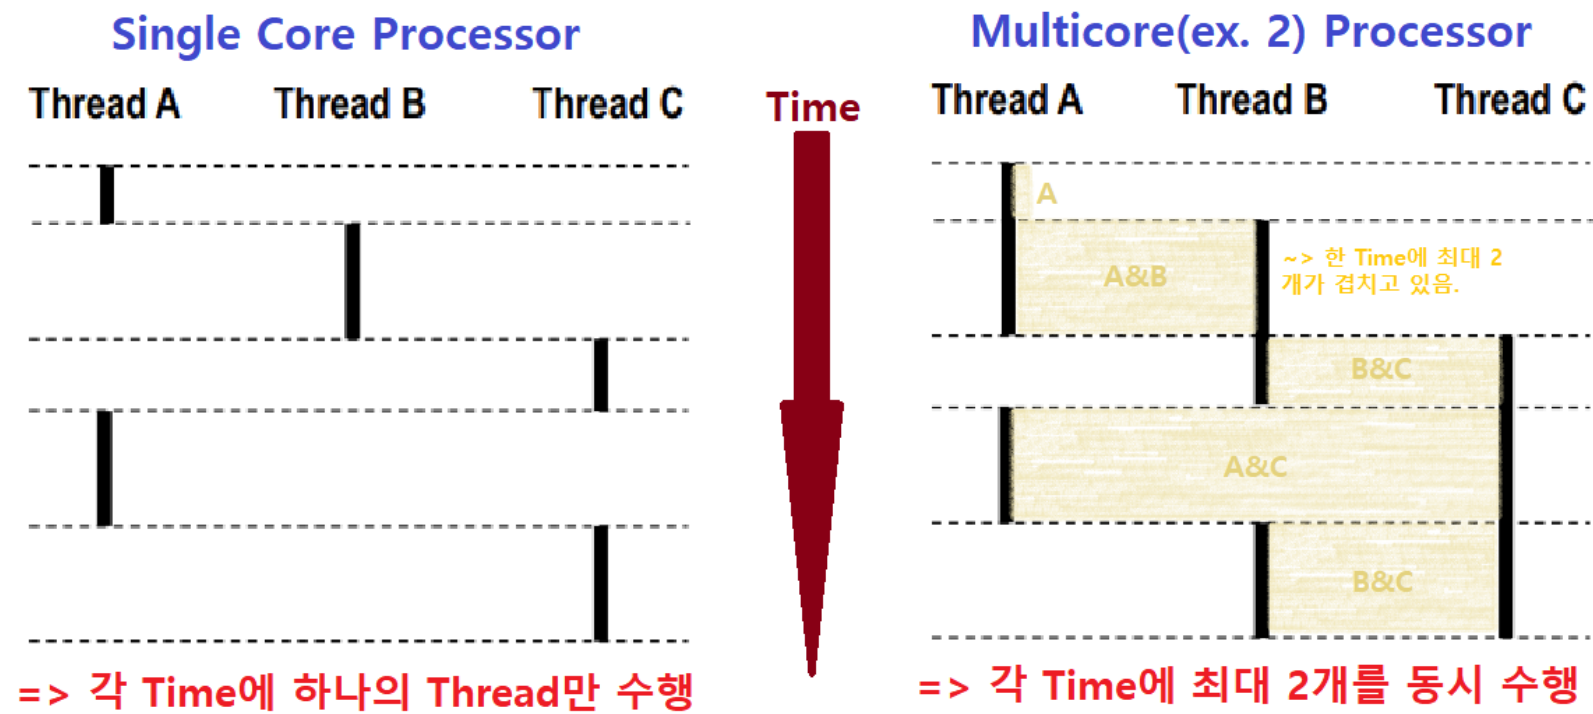 Single Core Processor
Multicore(ex. 2) Processor
Thread A Thread B Thread C
Time
Thread A Thread B Thread C
A
A&B
~> 한 Time에 최대 2
개가 겹치고 있음.
B&C
A&C
B&C
=> 각 Time에 하나의 Thread만 수행
=> 각 Time에 최대 2개를 동시 수행